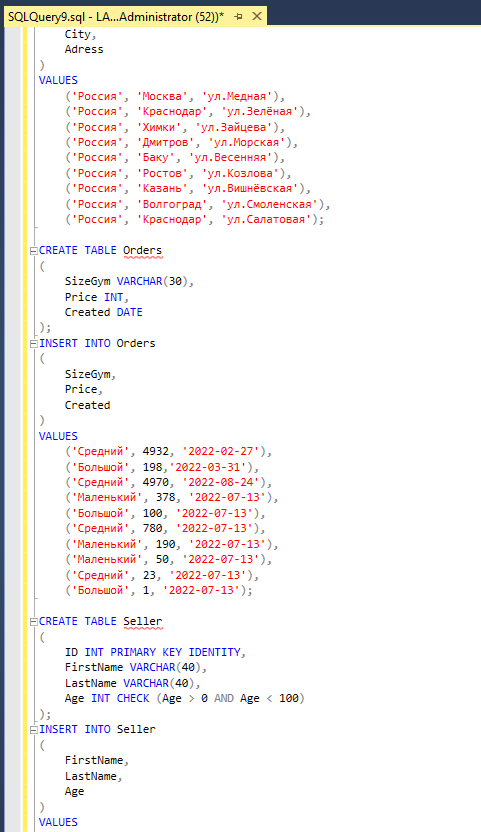 SQLQuery9.sql - LA...Administrator (52))*
City,
Adress
)
VALUES
('Россия', 'Москва', 'ул.Медная'),
('Россия', 'Краснодар', 'ул.Зелёная'),
('Россия', 'Химки', 'ул.Зайцева'),
('Россия', 'Дмитров', 'ул.Морская'),
('Россия', 'Баку', 'ул.Весенняя'),
('Россия', 'Ростов', 'ул.Козлова'),
('Россия', 'Казань', 'ул.Вишнёвская'),
('Россия', 'Волгоград', 'ул.Смоленская'),
('Россия', 'Краснодар', 'ул.Салатовая');
CREATE TABLE Orders
(
SizeGym VARCHAR(30),
Price INT,
Created DATE
);
INSERT INTO Orders
(
SizeGym,
Price,
Created
)
VALUES
('Средний', 4932, '2022-02-27'),
('Большой', 198,'2022-03-31'),
('Средний', 4970, '2022-08-24'),
('Маленький', 378, '2022-07-13'),
('Большой', 100, '2022-07-13'),
('Средний', 780, '2022-07-13'),
('Маленький', 190, '2022-07-13'),
('Маленький', 50, '2022-07-13'),
('Средний', 23, '2022-07-13'),
('Большой', 1, '2022-07-13');
CREATE TABLE Seller
(
ID INT PRIMARY KEY IDENTITY,
FirstName VARCHAR(40),
LastName VARCHAR(40),
Age INT CHECK (Age > 0 AND Age < 100)
);
INSERT INTO Seller
(
FirstName,
LastName,
Age
)
VALUES